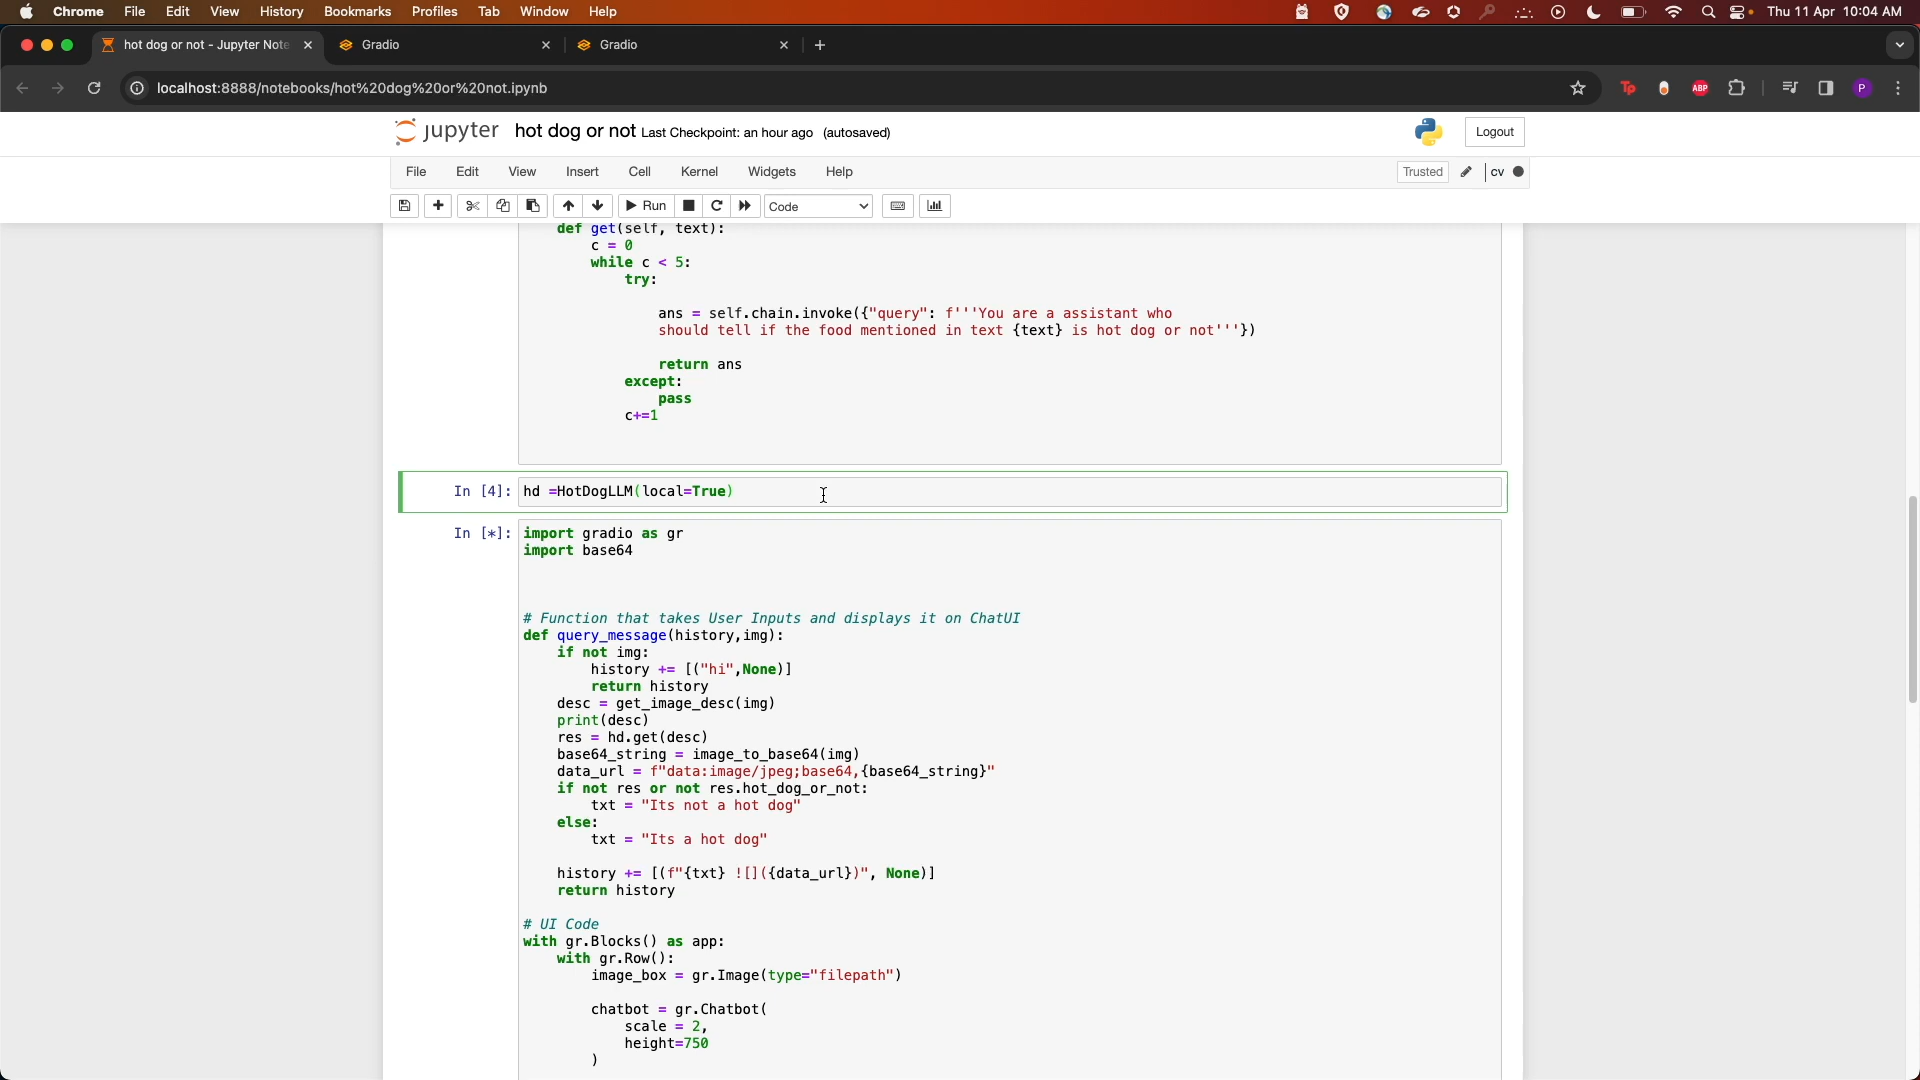 Chrome File Edit View History Bookmarks Profiles Tab Window Help Thu 11 Apr 10:04 AM
hot dog or not - Jupyter Note Gradio Gradio
localhost:8888/notebooks/hot%20dog%20or%20not.ipynb Tp ABP P
jupyter hot dog or not Last Checkpoint: an hour ago (autosaved) Logout
File Edit View Insert Cell Kernel Widgets Help Trusted cv
Run Code
def get(self, text):
c = 0
while c < 5:
try:
ans = self.chain.invoke({"query": f'''You are a assistant who
should tell if the food mentioned in text {text} is hot dog or not'''})
return ans
except:
pass
c+=1
In [4]: hd =HotDogLLM(local=True)
In [*]: import gradio as gr
import base64
# Function that takes User Inputs and displays it on ChatUI
def query_message(history,img):
if not img:
history += [("hi",None)]
return history
desc = get_image_desc(img)
print(desc)
res = hd.get(desc)
base64_string = image_to_base64(img)
data_url = f"data:image/jpeg;base64,{base64_string}"
if not res or not res.hot_dog_or_not:
txt = "Its not a hot dog"
else:
txt = "Its a hot dog"
history += [(f"{txt} ![]({data_url})", None)]
return history
# UI Code
with gr.Blocks() as app:
with gr.Row():
image_box = gr.Image(type="filepath")
chatbot = gr.Chatbot(
scale = 2,
height=750
)